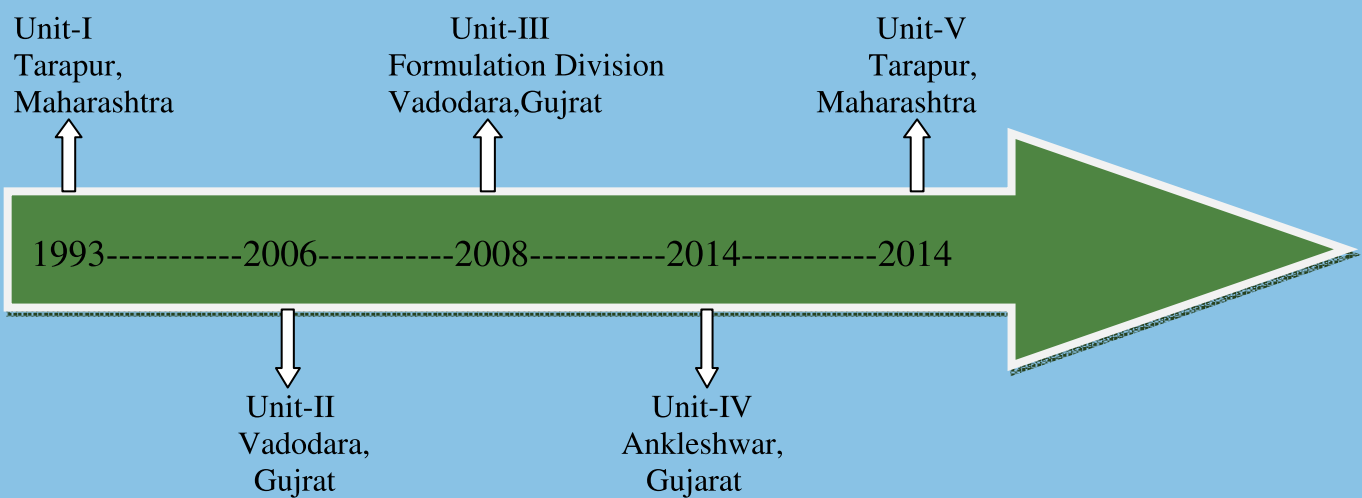 Unit-I
Tarapur,
Maharashtra
Unit-III
Formulation Division
Vadodara,Gujrat
Unit-V
Tarapur,
Maharashtra
1993-----------2006-----------2008-----------2014-----------2014
Unit-II
Vadodara,
Gujrat
Unit-IV
Ankleshwar,
Gujarat